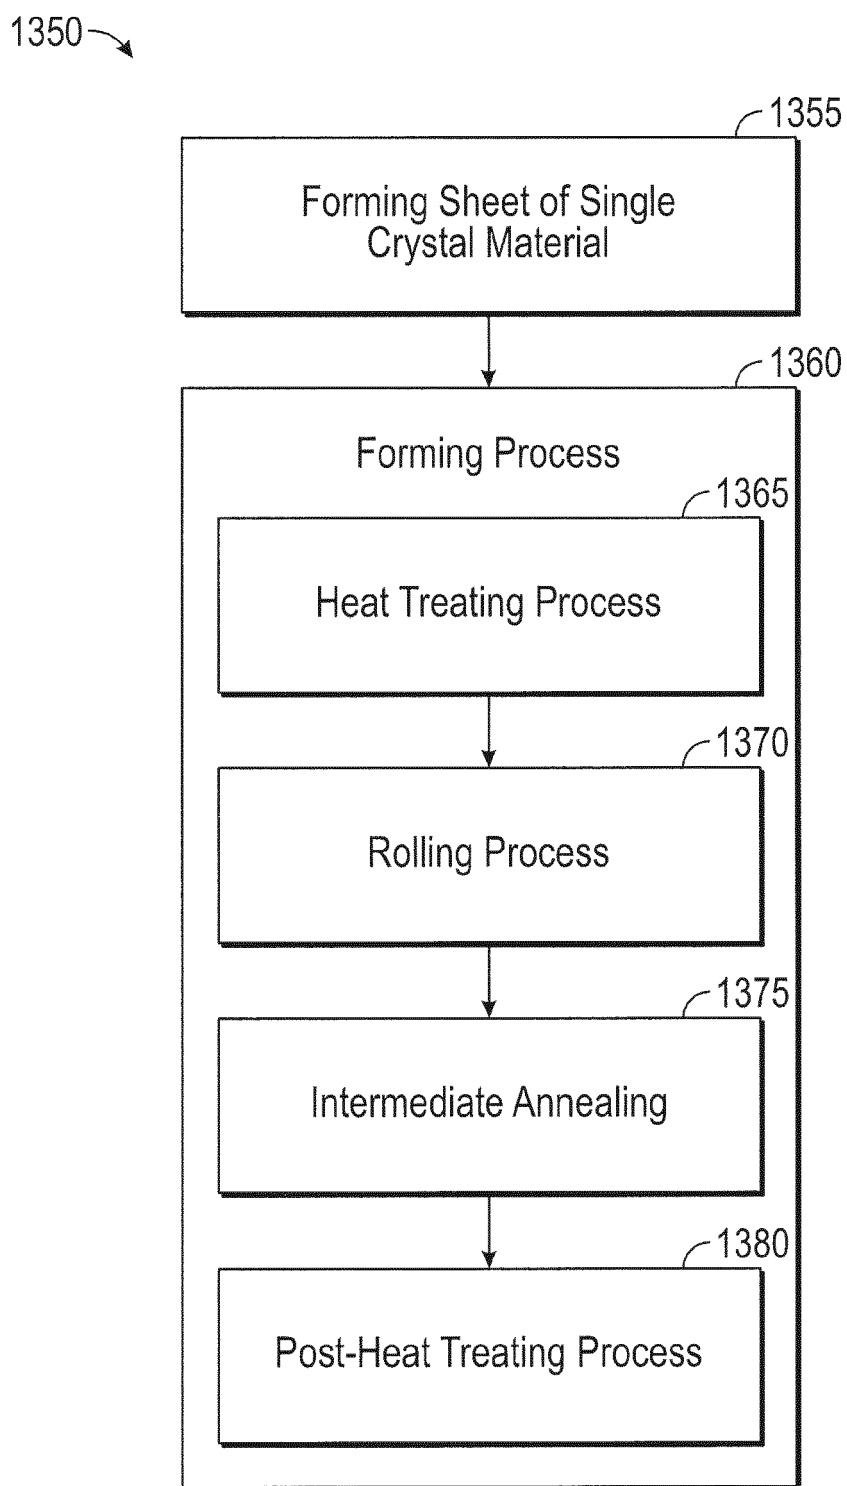 1350
1355
Forming Sheet of Single
Crystal Material
1360
Forming Process
1365
Heat Treating Process
1370
Rolling Process
1375
Intermediate Annealing
1380
Post-Heat Treating Process